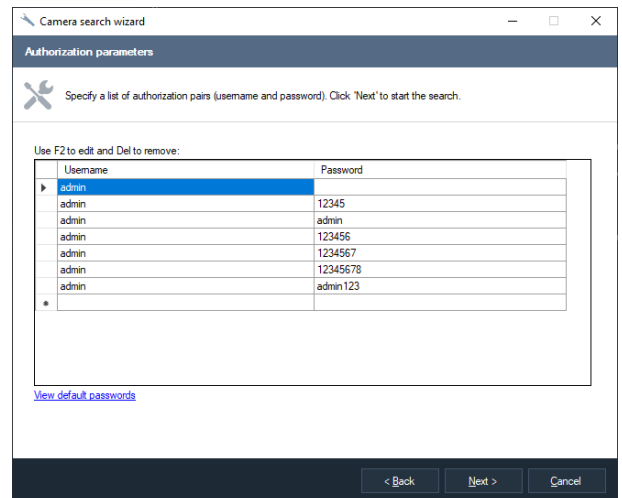 Camera search wizard
Authorization parameters
Specify a list of authorization pairs (username and password). Click 'Next' to start the search.
Use F2 to edit and Del to remove:
Username Password
admin
admin 12345
admin admin
admin 123456
admin 1234567
admin 12345678
admin admin123
View default passwords
< Back Next > Cancel